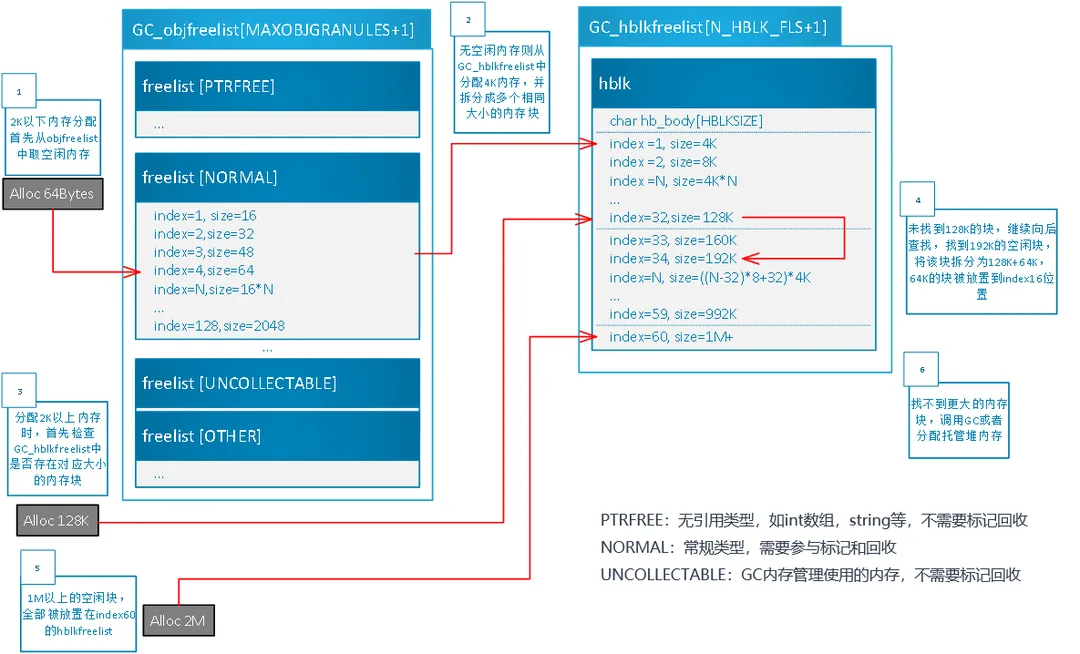 GC_objfreelist[MAXOBJGRANULES+1]
freelist [PTRFREE]
...
freelist [NORMAL]
index=1, size=16
index=2,size=32
index=3,size=48
index=4,size=64
index=N,size=16*N
...
index=128,size=2048
...
freelist [UNCOLLECTABLE]
freelist [OTHER]
...
1
2K以下内存分配
首先从objfreelist
中取空闲内存
Alloc 64Bytes
2
无空闲内存则从
GC_hblkfreelist中
分配4K内存，并
拆分成多个相同
大小的内存块
GC_hblkfreelist[N_HBLK_FLS+1]
hblk
char hb_body[HBLKSIZE]
index =1, size=4K
index =2, size=8K
index =N, size=4K*N
...
index=32,size=128K
index=33, size=160K
index=34, size=192K
index=N, size=((N-32)*8+32)*4K
...
index=59, size=992K
index=60, size=1M+
3
分配2K以上内存
时，首先检查
GC_hblkfreelist中
是否存在对应大小
的内存块
Alloc 128K
4
未找到128K的块，继续向后
查找，找到192K的空闲块，
将该块拆分为128K+64K，
64K的块被放置到index16位
置
5
1M以上的空闲块，
全部被放置在index60
的hblkfreelist
Alloc 2M
6
找不到更大的内存
块，调用GC或者
分配托管堆内存
PTRFREE：无引用类型，如int数组，string等，不需要标记回收
NORMAL：常规类型，需要参与标记和回收
UNCOLLECTABLE：GC内存管理使用的内存，不需要标记回收